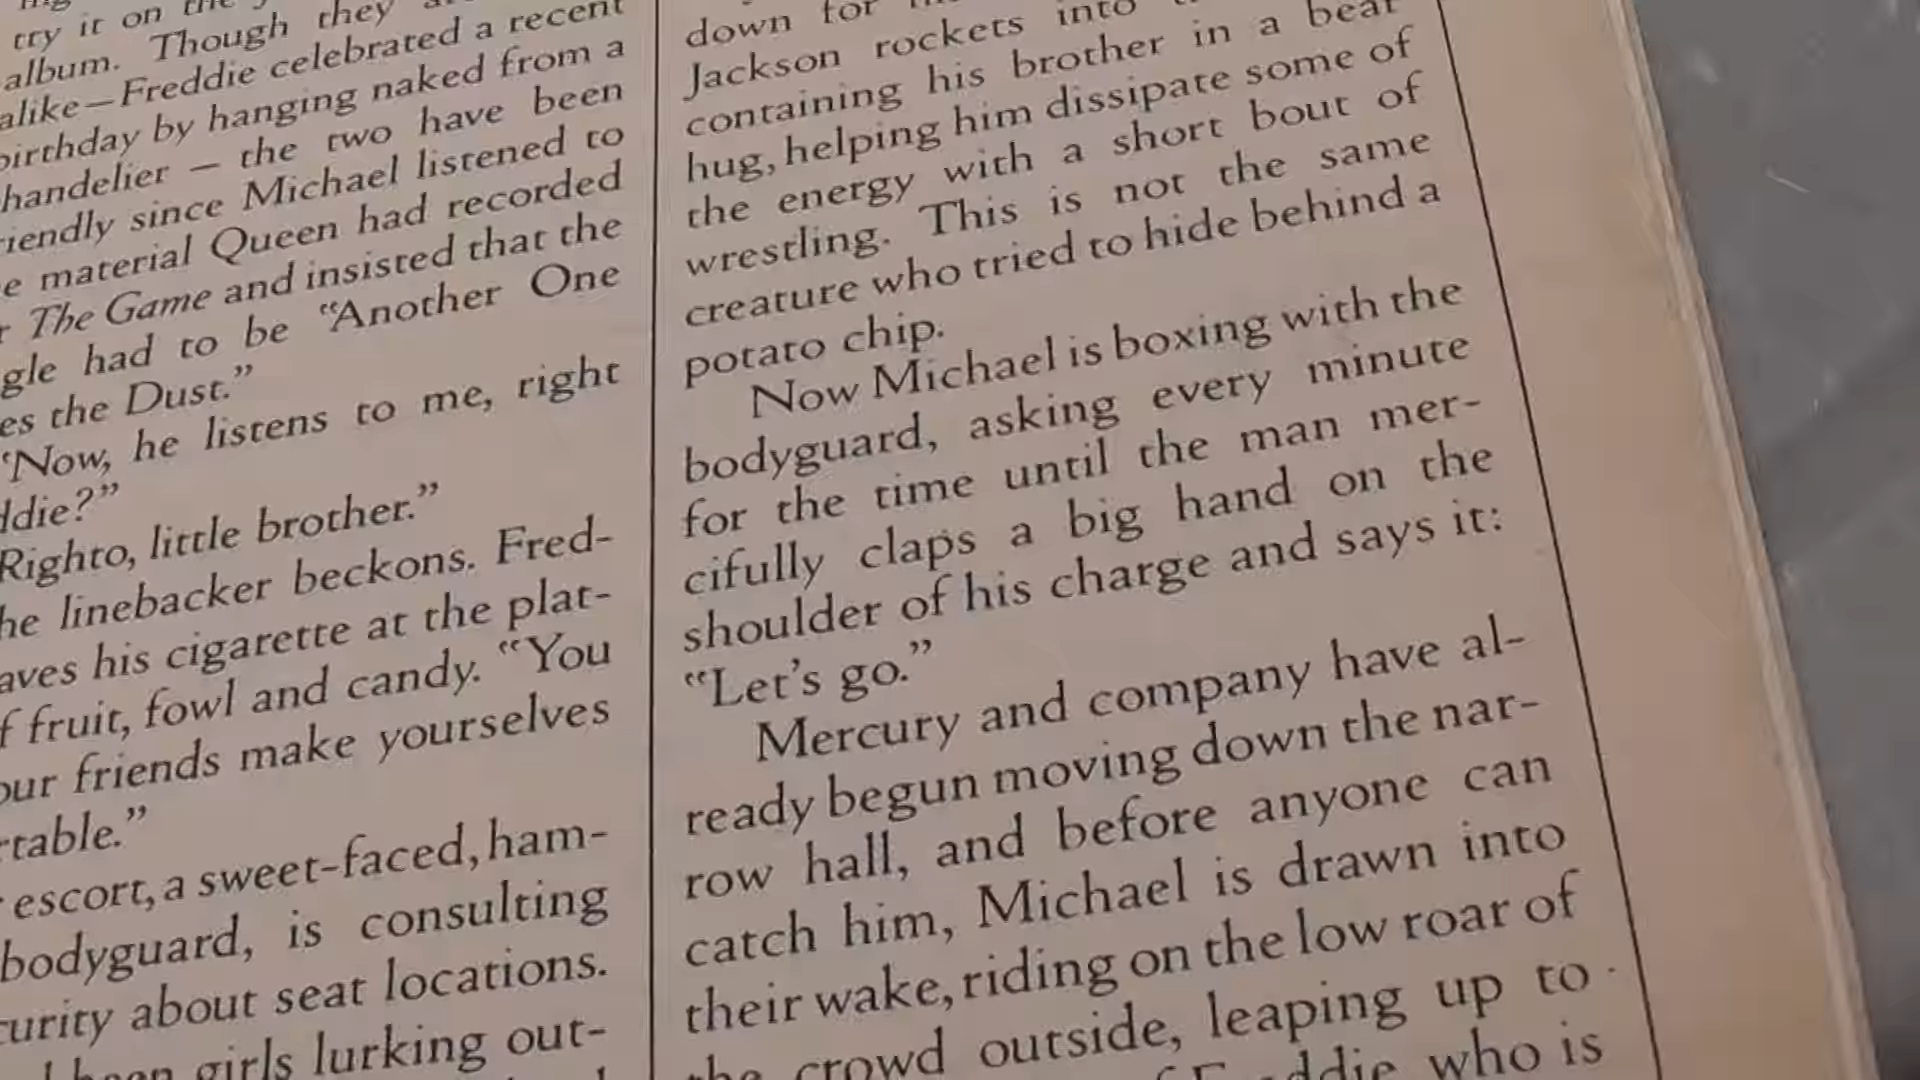 try it on the
album. Though they
alike—Freddie celebrated a recent
birthday by hanging naked from a
handelier — the two have been
iendly since Michael listened to
e material Queen had recorded
r The Game and insisted that the
gle had to be “Another One
es the Dust.”
“Now, he listens to me, right
ddie?”
Righto, little brother.”
he linebacker beckons. Fred-
aves his cigarette at the plat-
f fruit, fowl and candy. “You
our friends make yourselves
rtable.”
escort, a sweet-faced, ham-
bodyguard, is consulting
curity about seat locations.
been girls lurking out-
down for
Jackson rockets into
containing his brother in a bear
hug, helping him dissipate some of
the energy with a short bout of
wrestling. This is not the same
creature who tried to hide behind a
potato chip.
Now Michael is boxing with the
bodyguard, asking every minute
for the time until the man mer-
cifully claps a big hand on the
shoulder of his charge and says it:
“Let’s go.”
Mercury and company have al-
ready begun moving down the nar-
row hall, and before anyone can
catch him, Michael is drawn into
their wake, riding on the low roar of
the crowd outside, leaping up to
Freddie who is